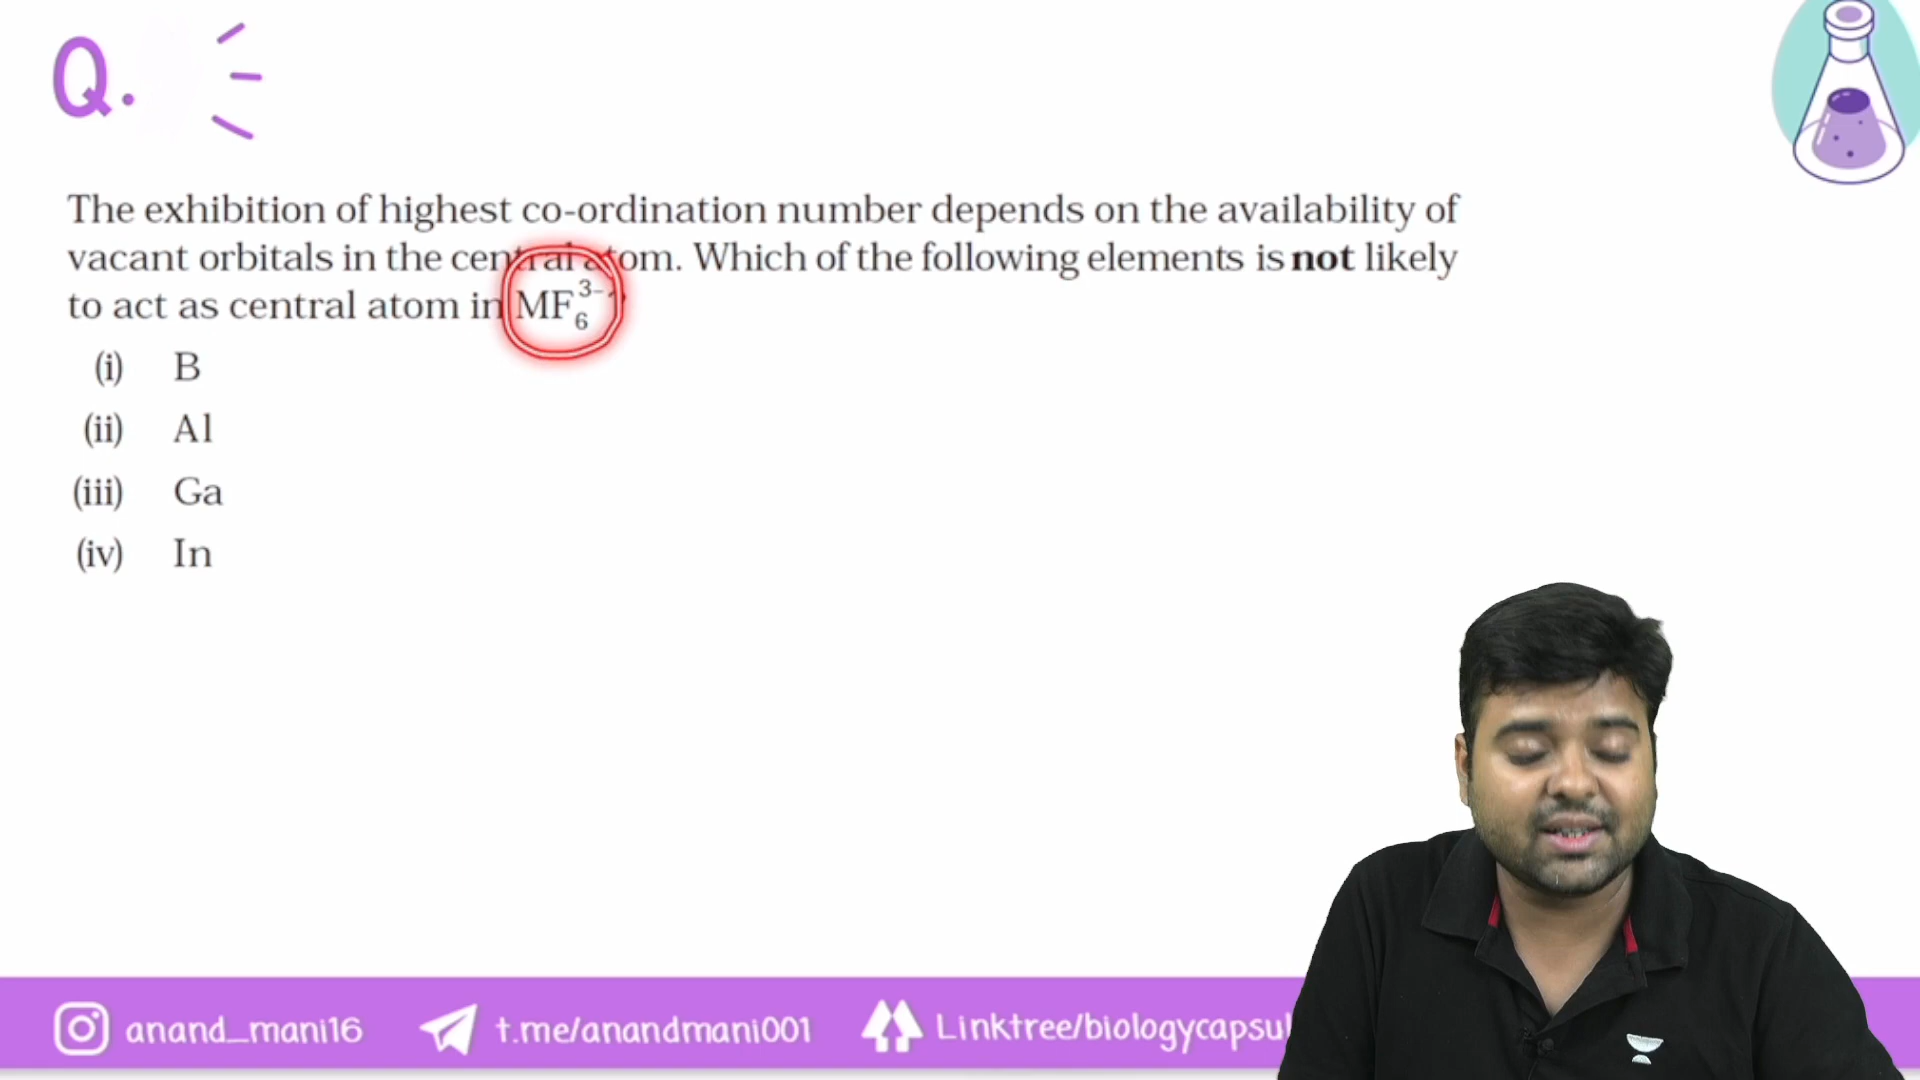 Q.
The exhibition of highest co-ordination number depends on the availability of
vacant orbitals in the central atom. Which of the following elements is not likely
to act as central atom in MF₆³⁻?
(i) B
(ii) Al
(iii) Ga
(iv) In
anand_mani16 t.me/anandmani001 Linktree/biologycapsul